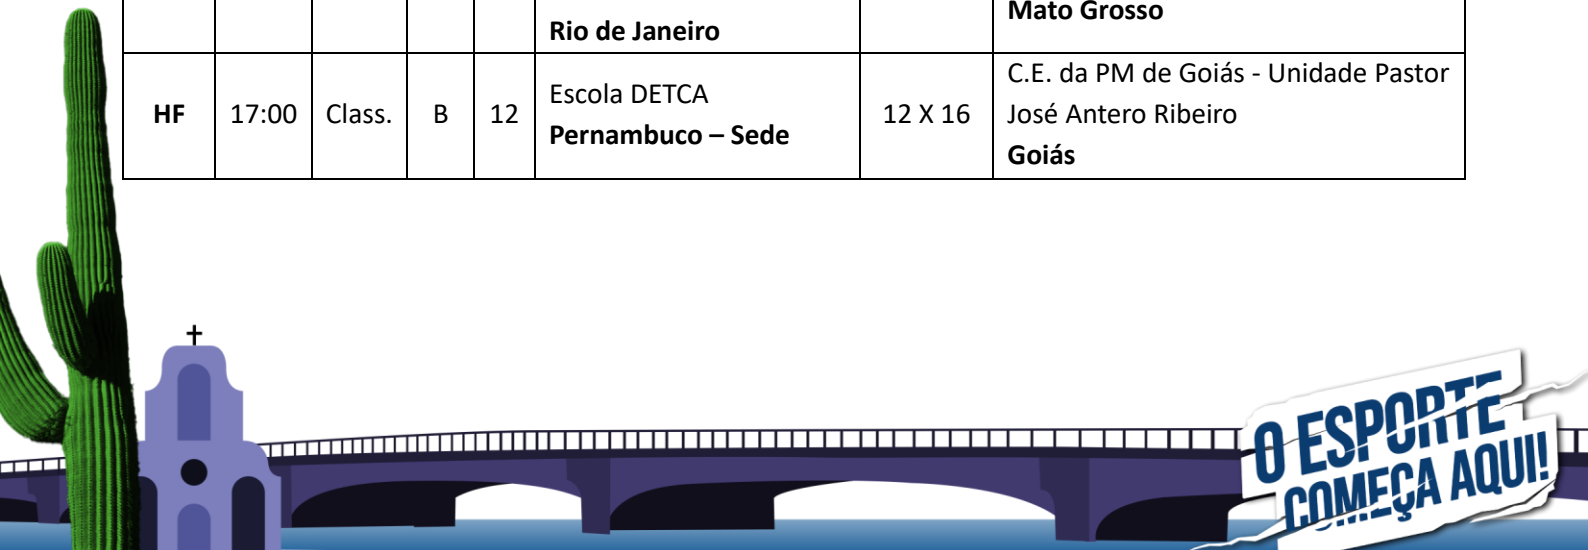 Rio de Janeiro
Mato Grosso
HF 17:00 Class. B 12 Escola DETCA Pernambuco – Sede 12 X 16 C.E. da PM de Goiás - Unidade Pastor
José Antero Ribeiro
Goiás
O ESPORTE
COMEÇA AQUI!